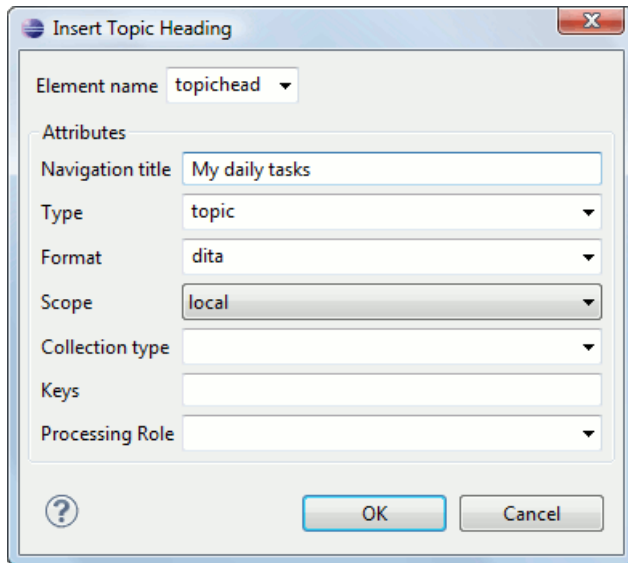 Insert Topic Heading
Element name topichead
Attributes
Navigation title My daily tasks
Type topic
Format dita
Scope local
Collection type
Keys
Processing Role
? OK Cancel